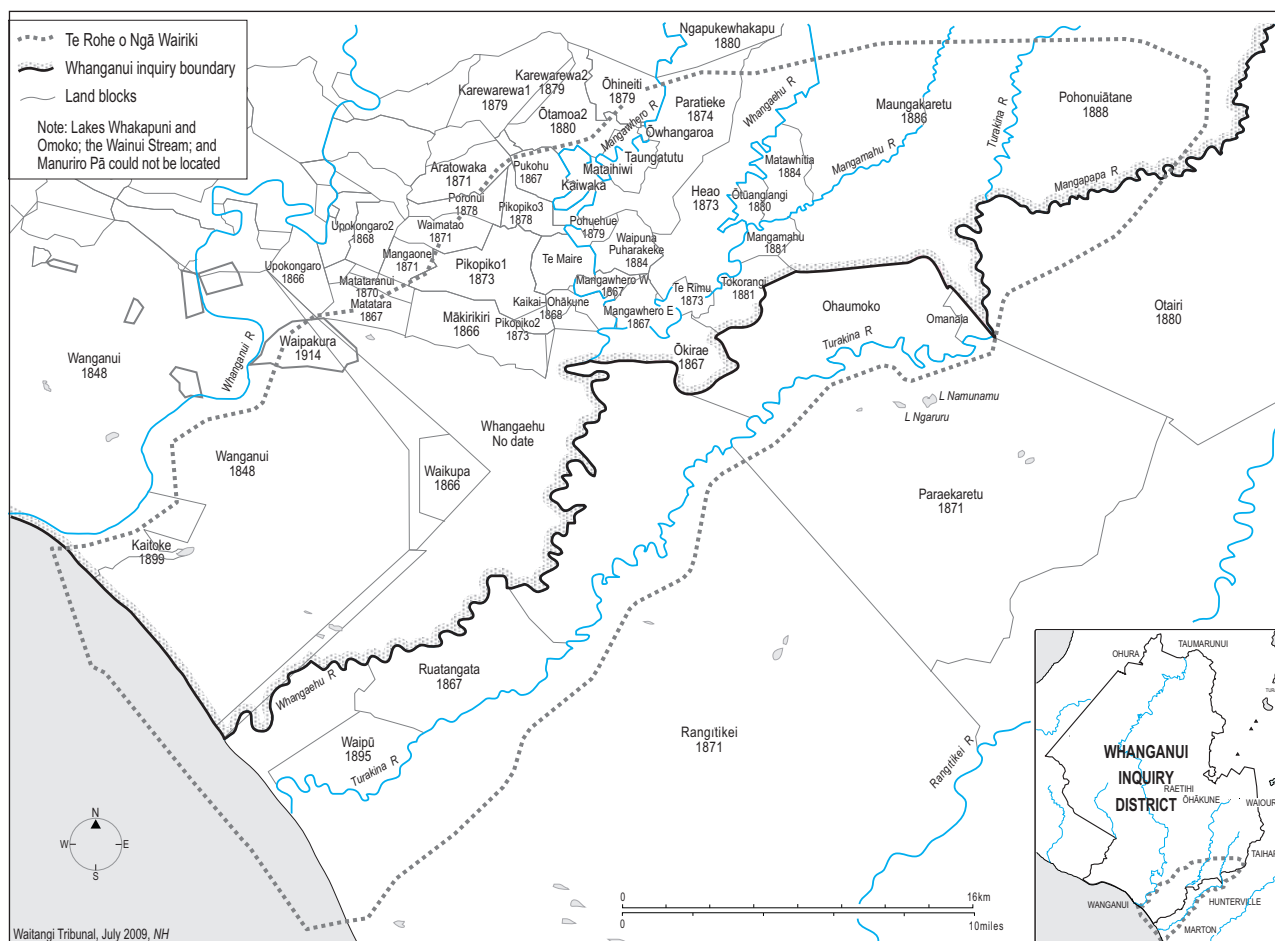 Te Rohe o Ngā Wairiki
Whanganui inquiry boundary
Land blocks
Note: Lakes Whakapuni and
Omoko; the Wainui Stream; and
Manuriro Pā could not be located
Ngapukewhakapu
1880
Karewarewa2
1879
Karewarewa1
1879
Ōhineiti
1879
Ōtamoa2
1880
Mangawhero R
Paratieke
1874
Ōwhangaroa
Taungatutu
Whangaehu R
Maungakaretu
1886
Turakina R
Pohonuiātane
1888
Aratowaka
1871
Pukohu
1867
Mataihiwi
Kaiwaka
Matawhitia
1884
Mangamahu R
Mangapapa R
Poronui
1878
Pikopiko3
1878
Heao
1873
Ōtūangiangi
1880
Upokongaro2
1868
Waimatao
1871
Pohuehue
1879
Waipuna
Puharakeke
1884
Mangamahu
1881
Upokongaro
1866
Mangaone
1871
Pikopiko1
1873
Te Maire
Matataranui
1870
Matatara
1867
Mangawhero W
1867
Te Rimu
1873
Tokorangi
1881
Ohaumoko
Omanaia
Otairi
1880
Mākirikiri
1866
Kaikai–Ohākune
1868
Pikopiko2
1873
Mangawhero E
1867
Turakina R
Waipakura
1914
Ōkirae
1867
Wanganui
1848
Whanganui R
L Namunamu
L Ngaruru
Whangaehu
No date
Wanganui
1848
Waikupa
1866
Paraekaretu
1871
Kaitoke
1899
Whangaehu R
Ruatangata
1867
Waipū
1895
Turakina R
Rangītikei
1871
Rangītikei R
N
W E
S
0 16km
0 10miles
OHURA
TAUMARUNUI
WHANGANUI
INQUIRY
DISTRICT
RAETIHI
ŌHĀKUNE
WAIOUR
TAIHAP
WANGANUI
HUNTERVILLE
MARTON
Waitangi Tribunal, July 2009, NH